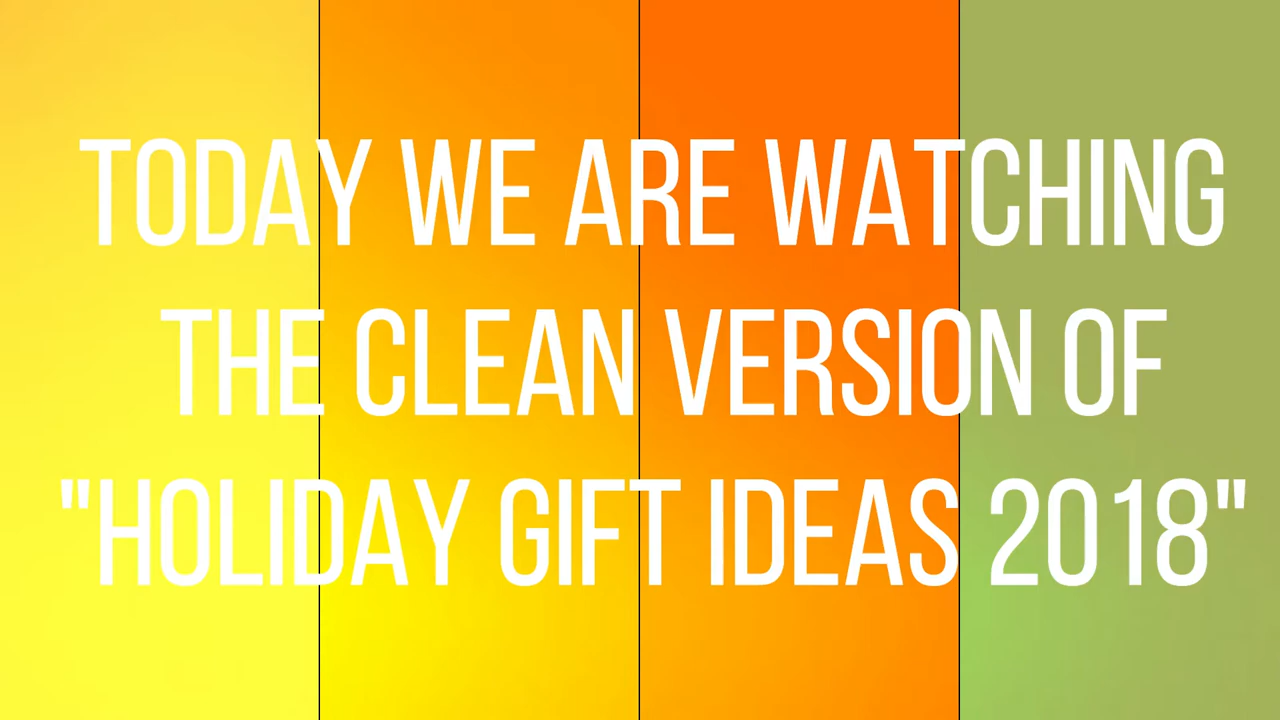 TODAY WE ARE WATCHING
THE CLEAN VERSION OF
"HOLIDAY GIFT IDEAS 2018"